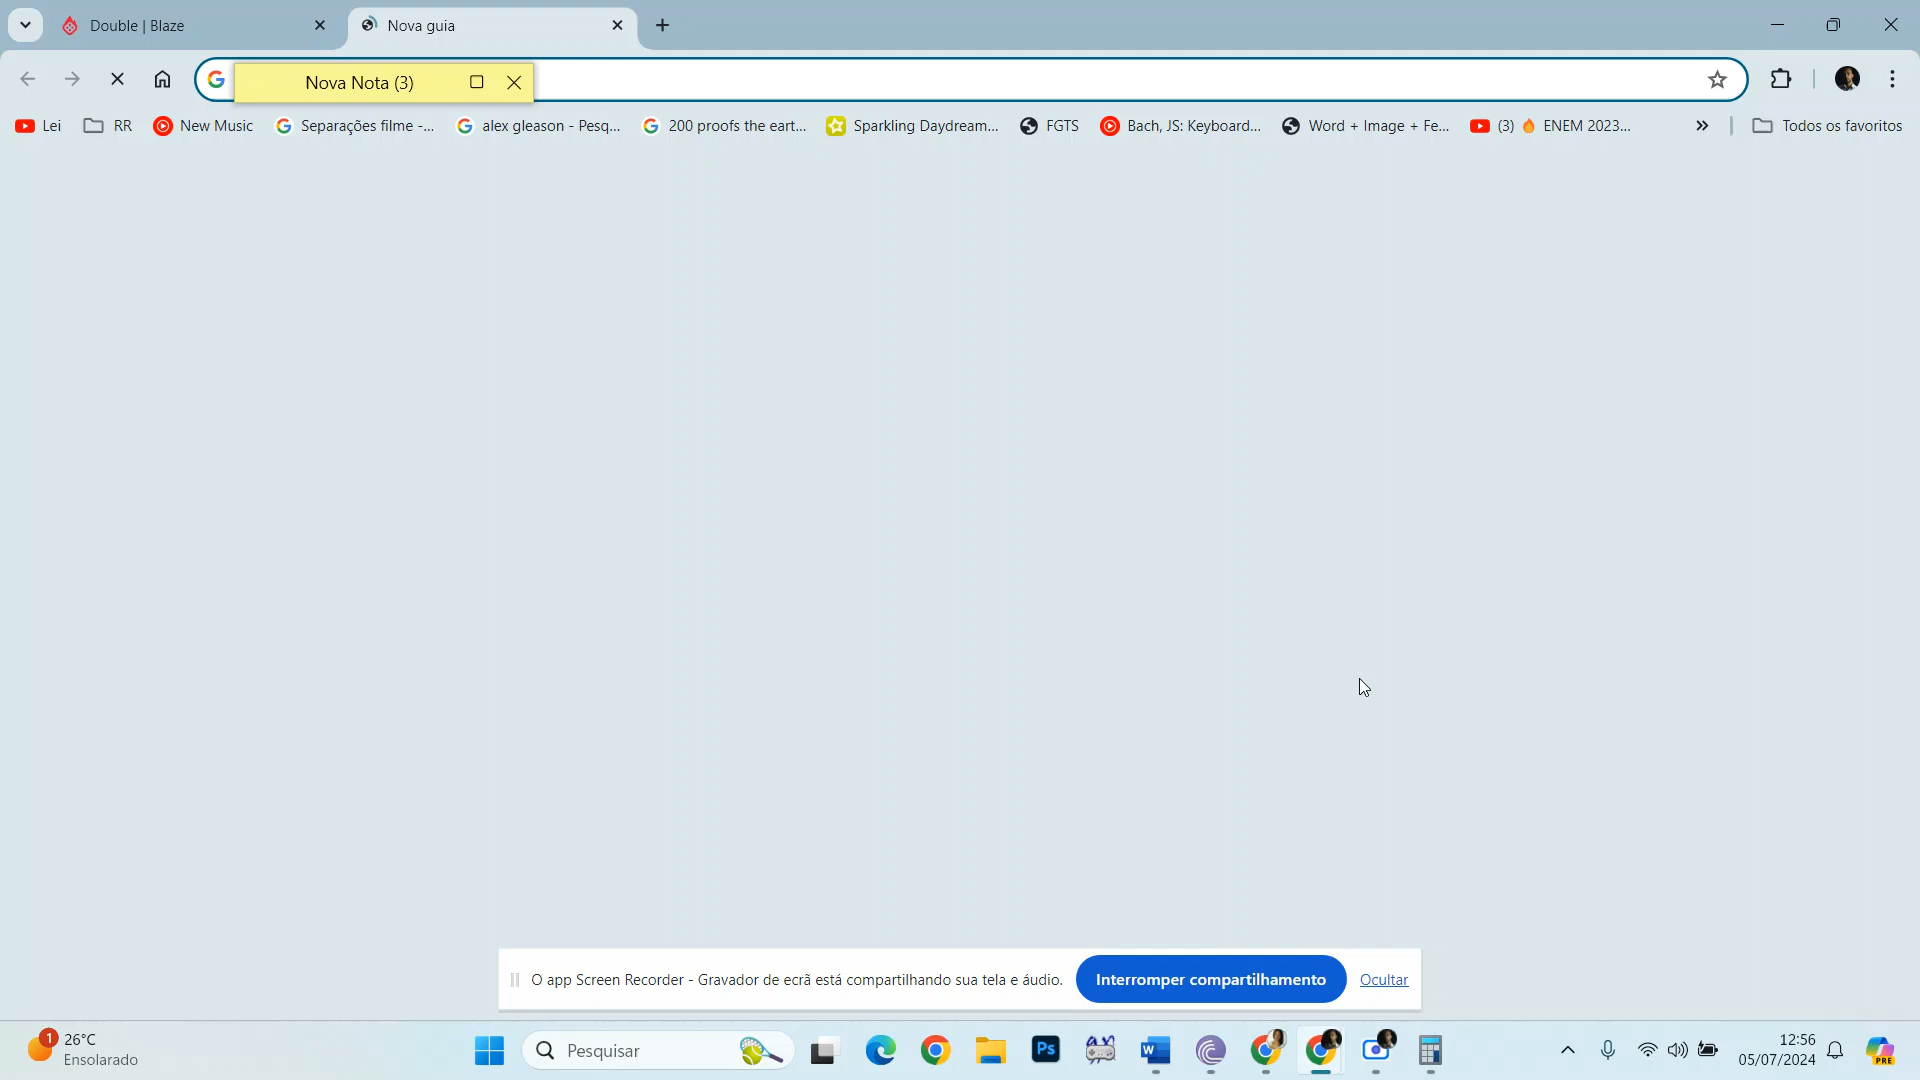 Double | Blaze
Nova guia
Nova Nota (3)
Lei
RR
New Music
Separações filme -...
alex gleason - Pesq...
200 proofs the eart...
Sparkling Daydream...
FGTS
Bach, JS: Keyboard...
Word + Image + Fe...
(3) 🔥 ENEM 2023...
Todos os favoritos
O app Screen Recorder - Gravador de ecrã está compartilhando sua tela e áudio.
Interromper compartilhamento
Ocultar
1
26°C
Ensolarado
Pesquisar
Ps
W
12:56
05/07/2024
PRE